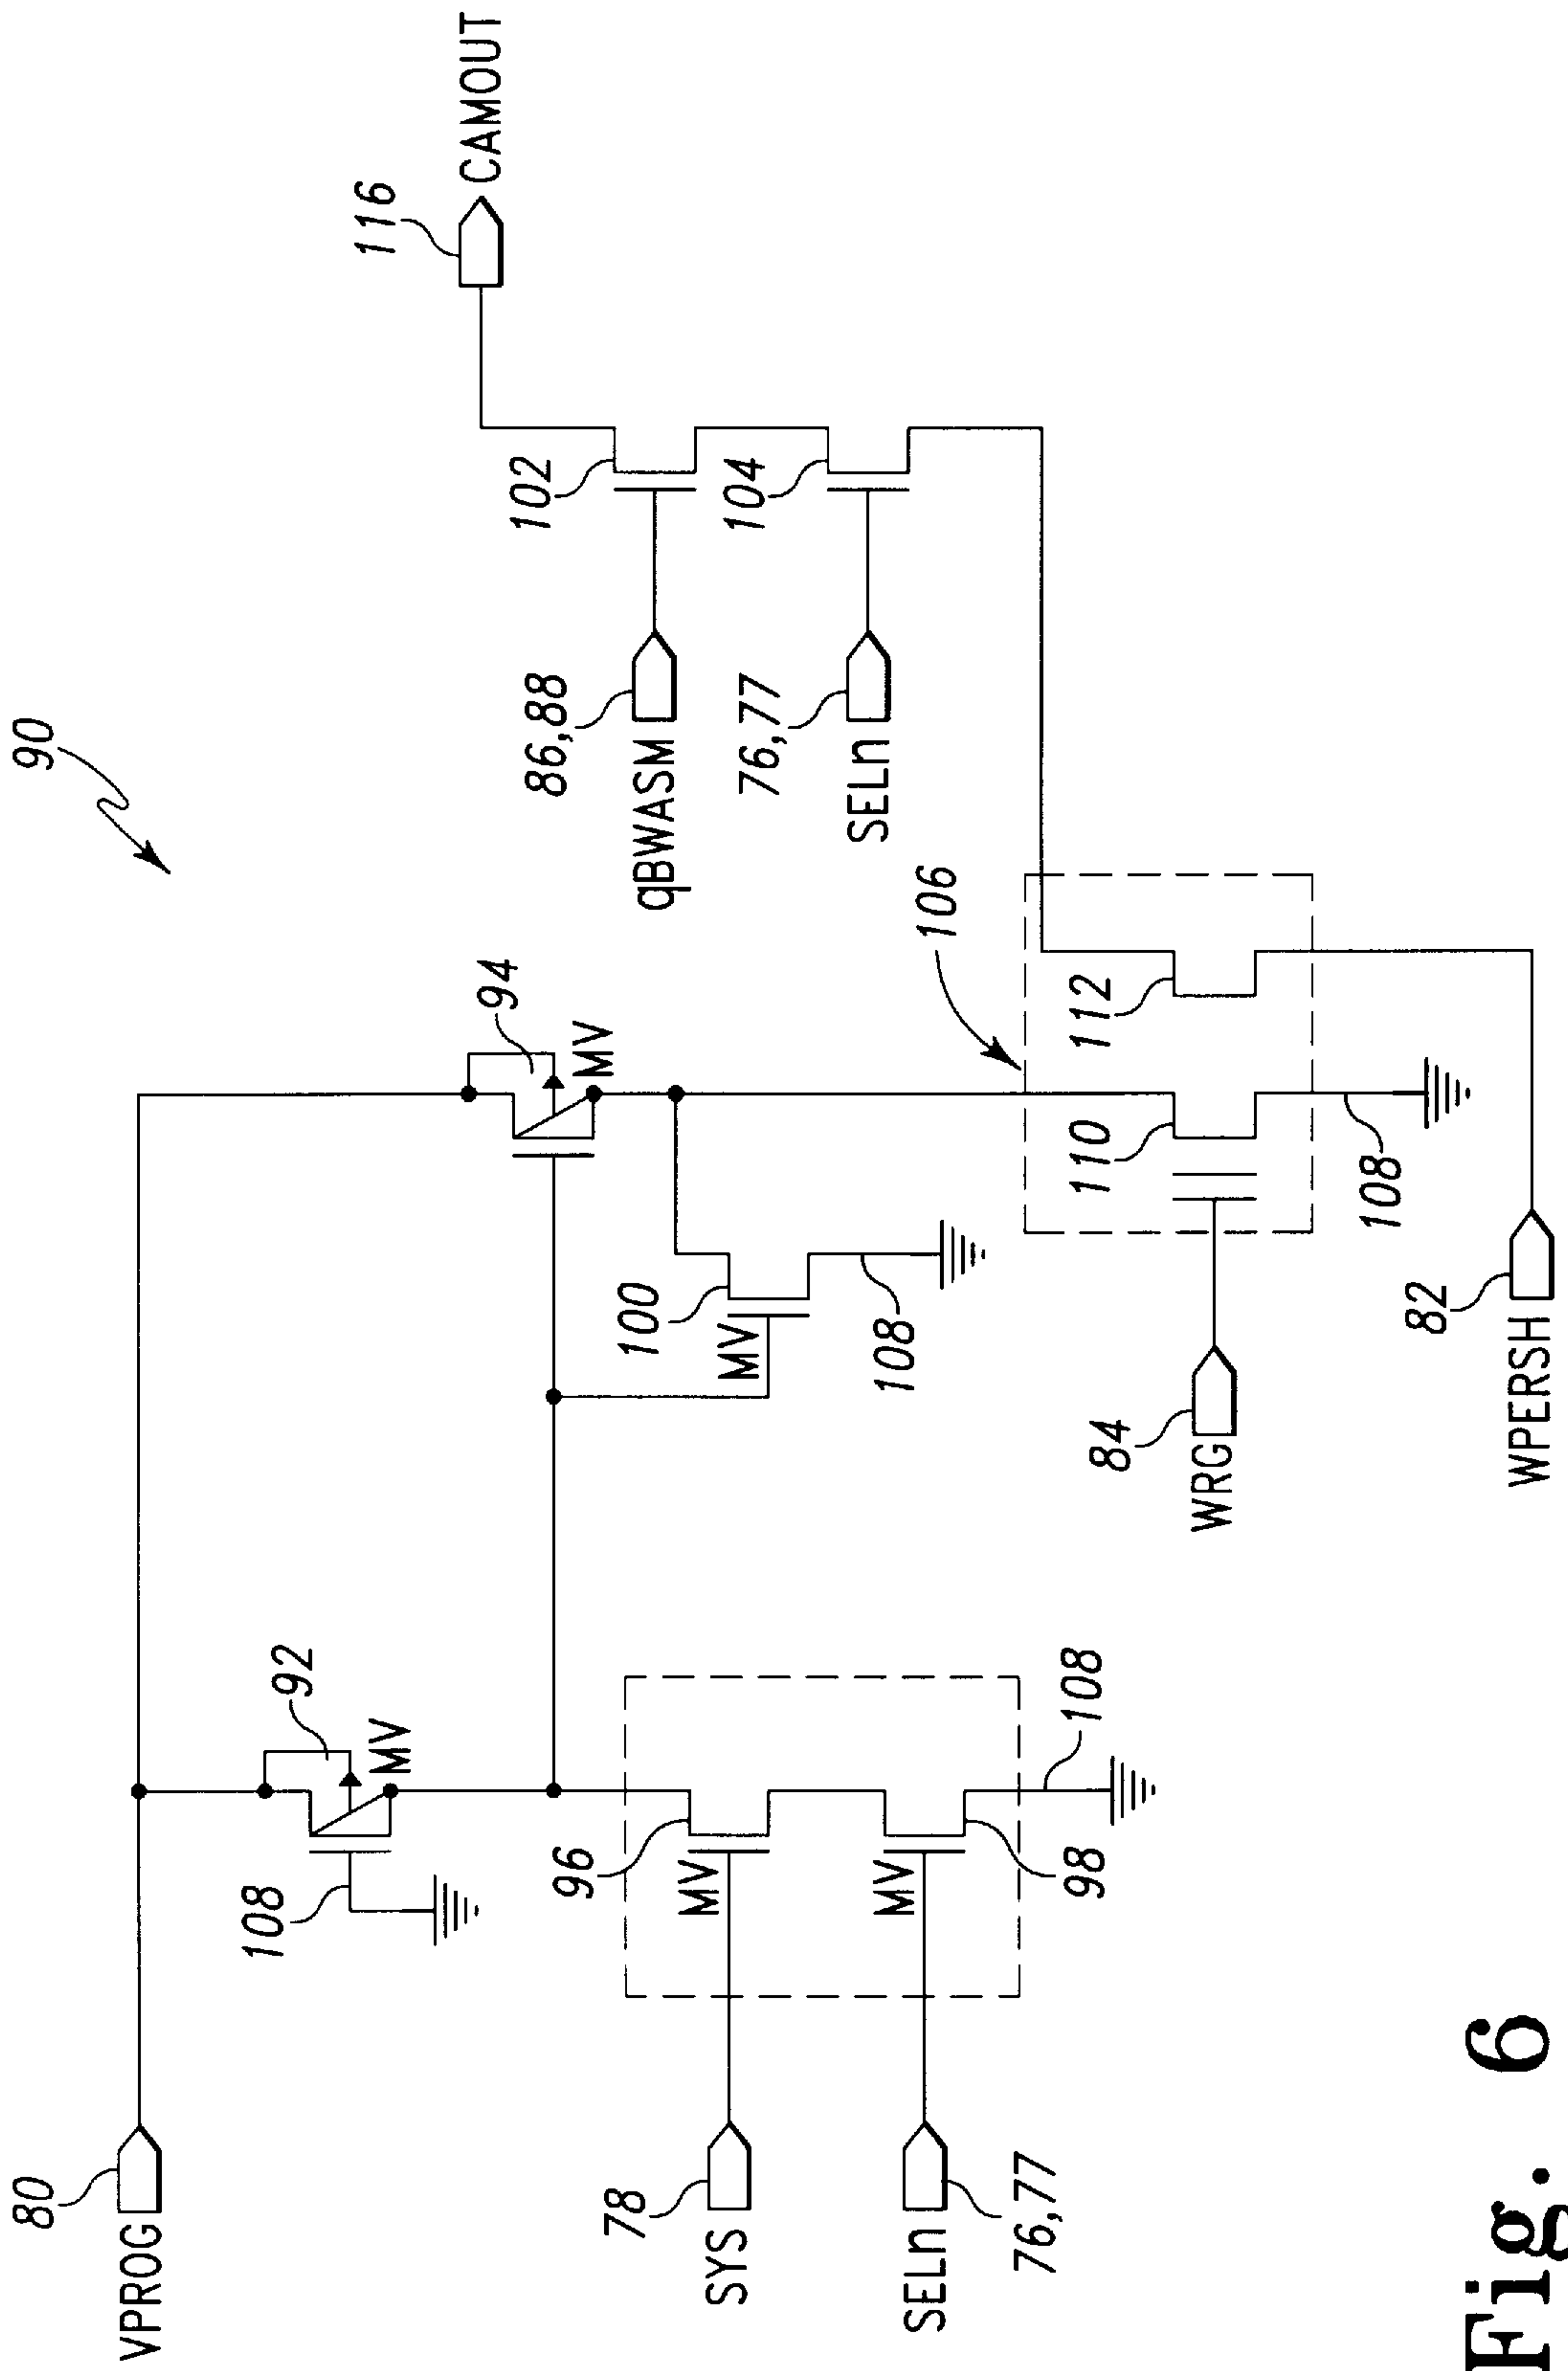 90
80
VPROG
108
92
MV
94
MV
116
CAMOUT
102
86,88
qBWASM
104
76,77
SELn
78
SYS
96
MV
SELn
76,77
MV
98
108
100
MV
108
106
110
112
84
WRG
108
82
WPERSH
Fig. 6